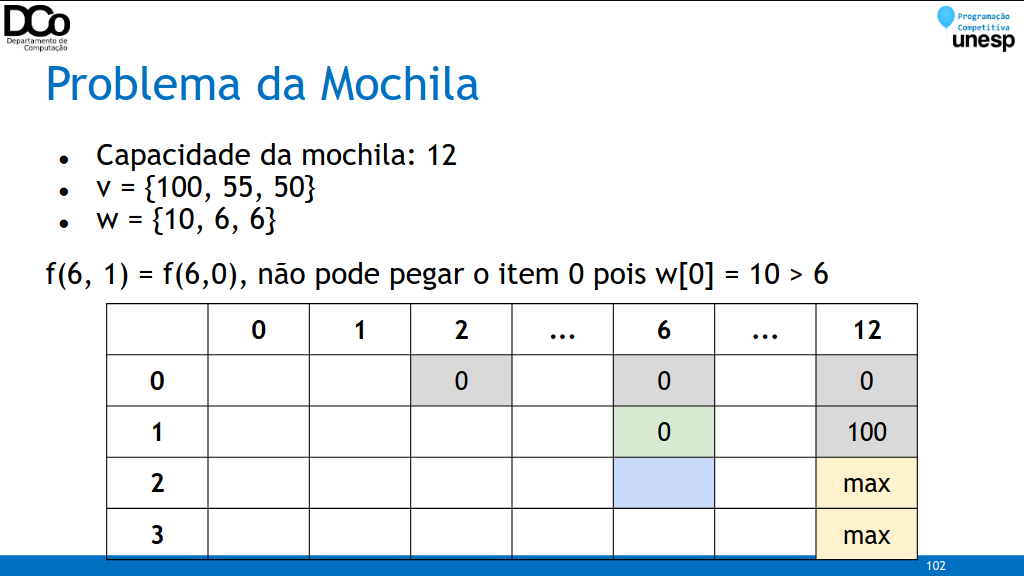 DCo
Departamento de
Computação
Programação
Competitiva
unesp
Problema da Mochila
● Capacidade da mochila: 12
● v = {100, 55, 50}
● w = {10, 6, 6}
f(6, 1) = f(6,0), não pode pegar o item 0 pois w[0] = 10 > 6
0 1 2 ... 6 ... 12
0 0 0 0
1 0 100
2 max
3 max
102